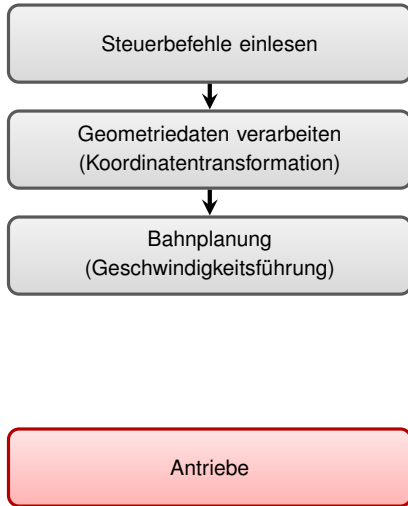 Steuerbefehle einlesen
Geometriedaten verarbeiten
(Koordinatentransformation)
Bahnplanung
(Geschwindigkeitsführung)
Antriebe